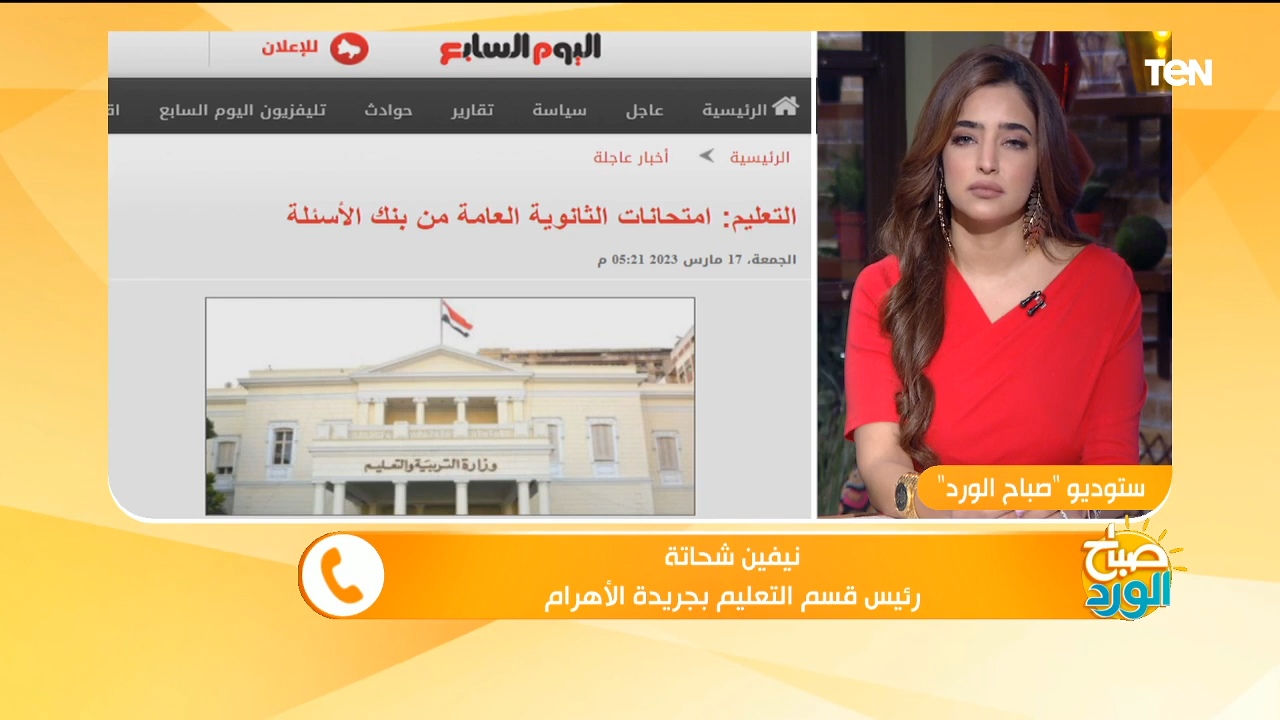 TEN
اليوم السابع
للإعلان
الرئيسية عاجل سياسة تقارير حوادث تليفزيون اليوم السابع
الرئيسية أخبار عاجلة
التعليم: امتحانات الثانوية العامة من بنك الأسئلة
الجمعة، 17 مارس 2023 05:21 م
وزارة التربية والتعليم
ستوديو "صباح الورد"
صباح الورد
نيفين شحاتة
رئيس قسم التعليم بجريدة الأهرام